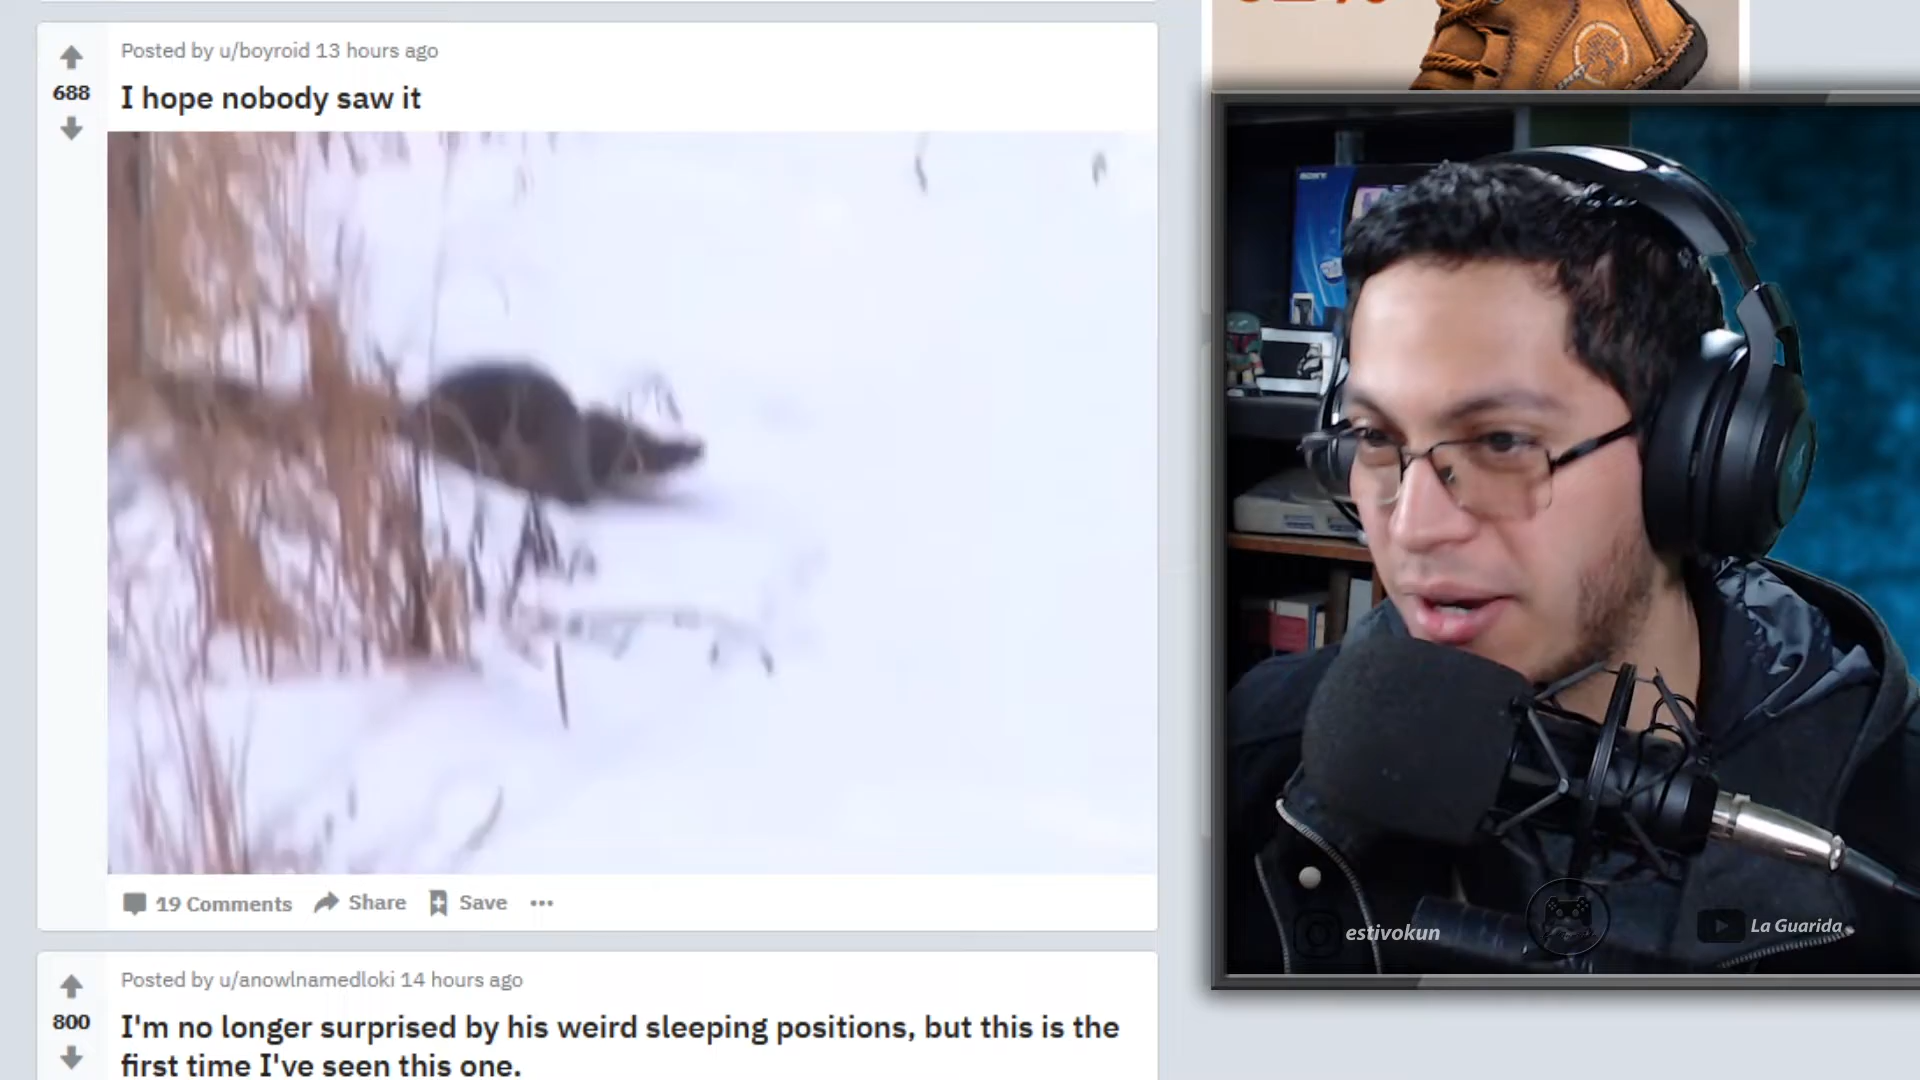 Posted by u/boyroid 13 hours ago
688
I hope nobody saw it
SONY
19 Comments Share Save
estivokun
La Guarida
Posted by u/anowlnamedloki 14 hours ago
800
I'm no longer surprised by his weird sleeping positions, but this is the
first time I've seen this one.